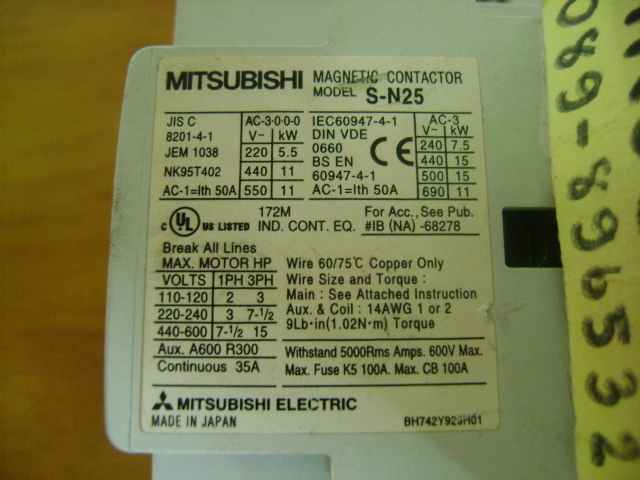 MITSUBISHI MAGNETIC CONTACTOR
MODEL S-N25
JIS C
8201-4-1
JEM 1038
NK95T402
AC-1=Ith 50A
AC-3·0·0·0
V~ kW
220 5.5
440 11
550 11
IEC60947-4-1
DIN VDE
0660
BS EN
60947-4-1
AC-1=Ith 50A
CE
AC-3
V~ kW
240 7.5
440 15
500 15
690 11
C UL US LISTED
172M
IND. CONT. EQ.
For Acc., See Pub.
#IB (NA) -68278
Break All Lines
MAX. MOTOR HP
VOLTS 1PH 3PH
110-120 2 3
220-240 3 7-1/2
440-600 7-1/2 15
Aux. A600 R300
Continuous 35A
Wire 60/75℃ Copper Only
Wire Size and Torque :
Main : See Attached Instruction
Aux. & Coil : 14AWG 1 or 2
9Lb·in(1.02N·m) Torque
Withstand 5000Rms Amps. 600V Max.
Max. Fuse K5 100A. Max. CB 100A
MITSUBISHI ELECTRIC
MADE IN JAPAN
089-8965332